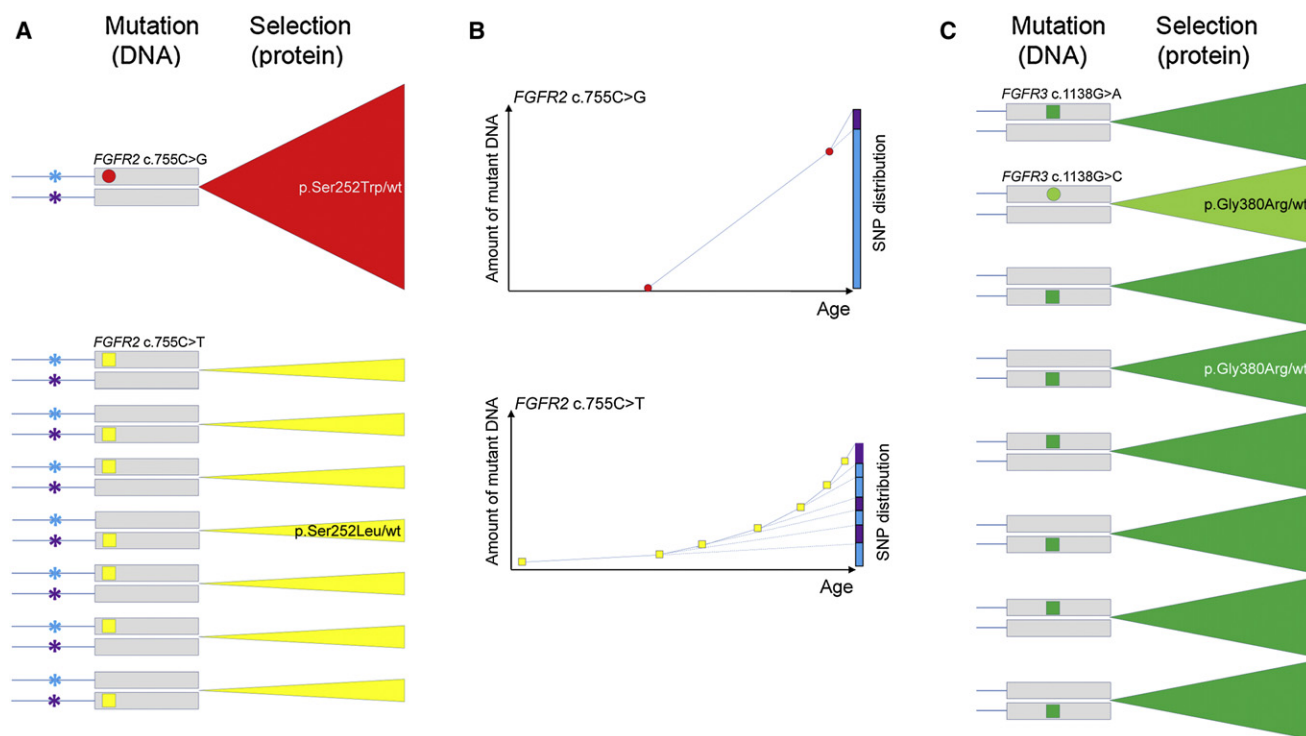 A
Mutation
(DNA)
Selection
(protein)
FGFR2 c.755C>G
p.Ser252Trp/wt
FGFR2 c.755C>T
p.Ser252Leu/wt
B
FGFR2 c.755C>G
Amount of mutant DNA
SNP distribution
Age
FGFR2 c.755C>T
Amount of mutant DNA
SNP distribution
Age
C
Mutation
(DNA)
Selection
(protein)
FGFR3 c.1138G>A
FGFR3 c.1138G>C
p.Gly380Arg/wt
p.Gly380Arg/wt